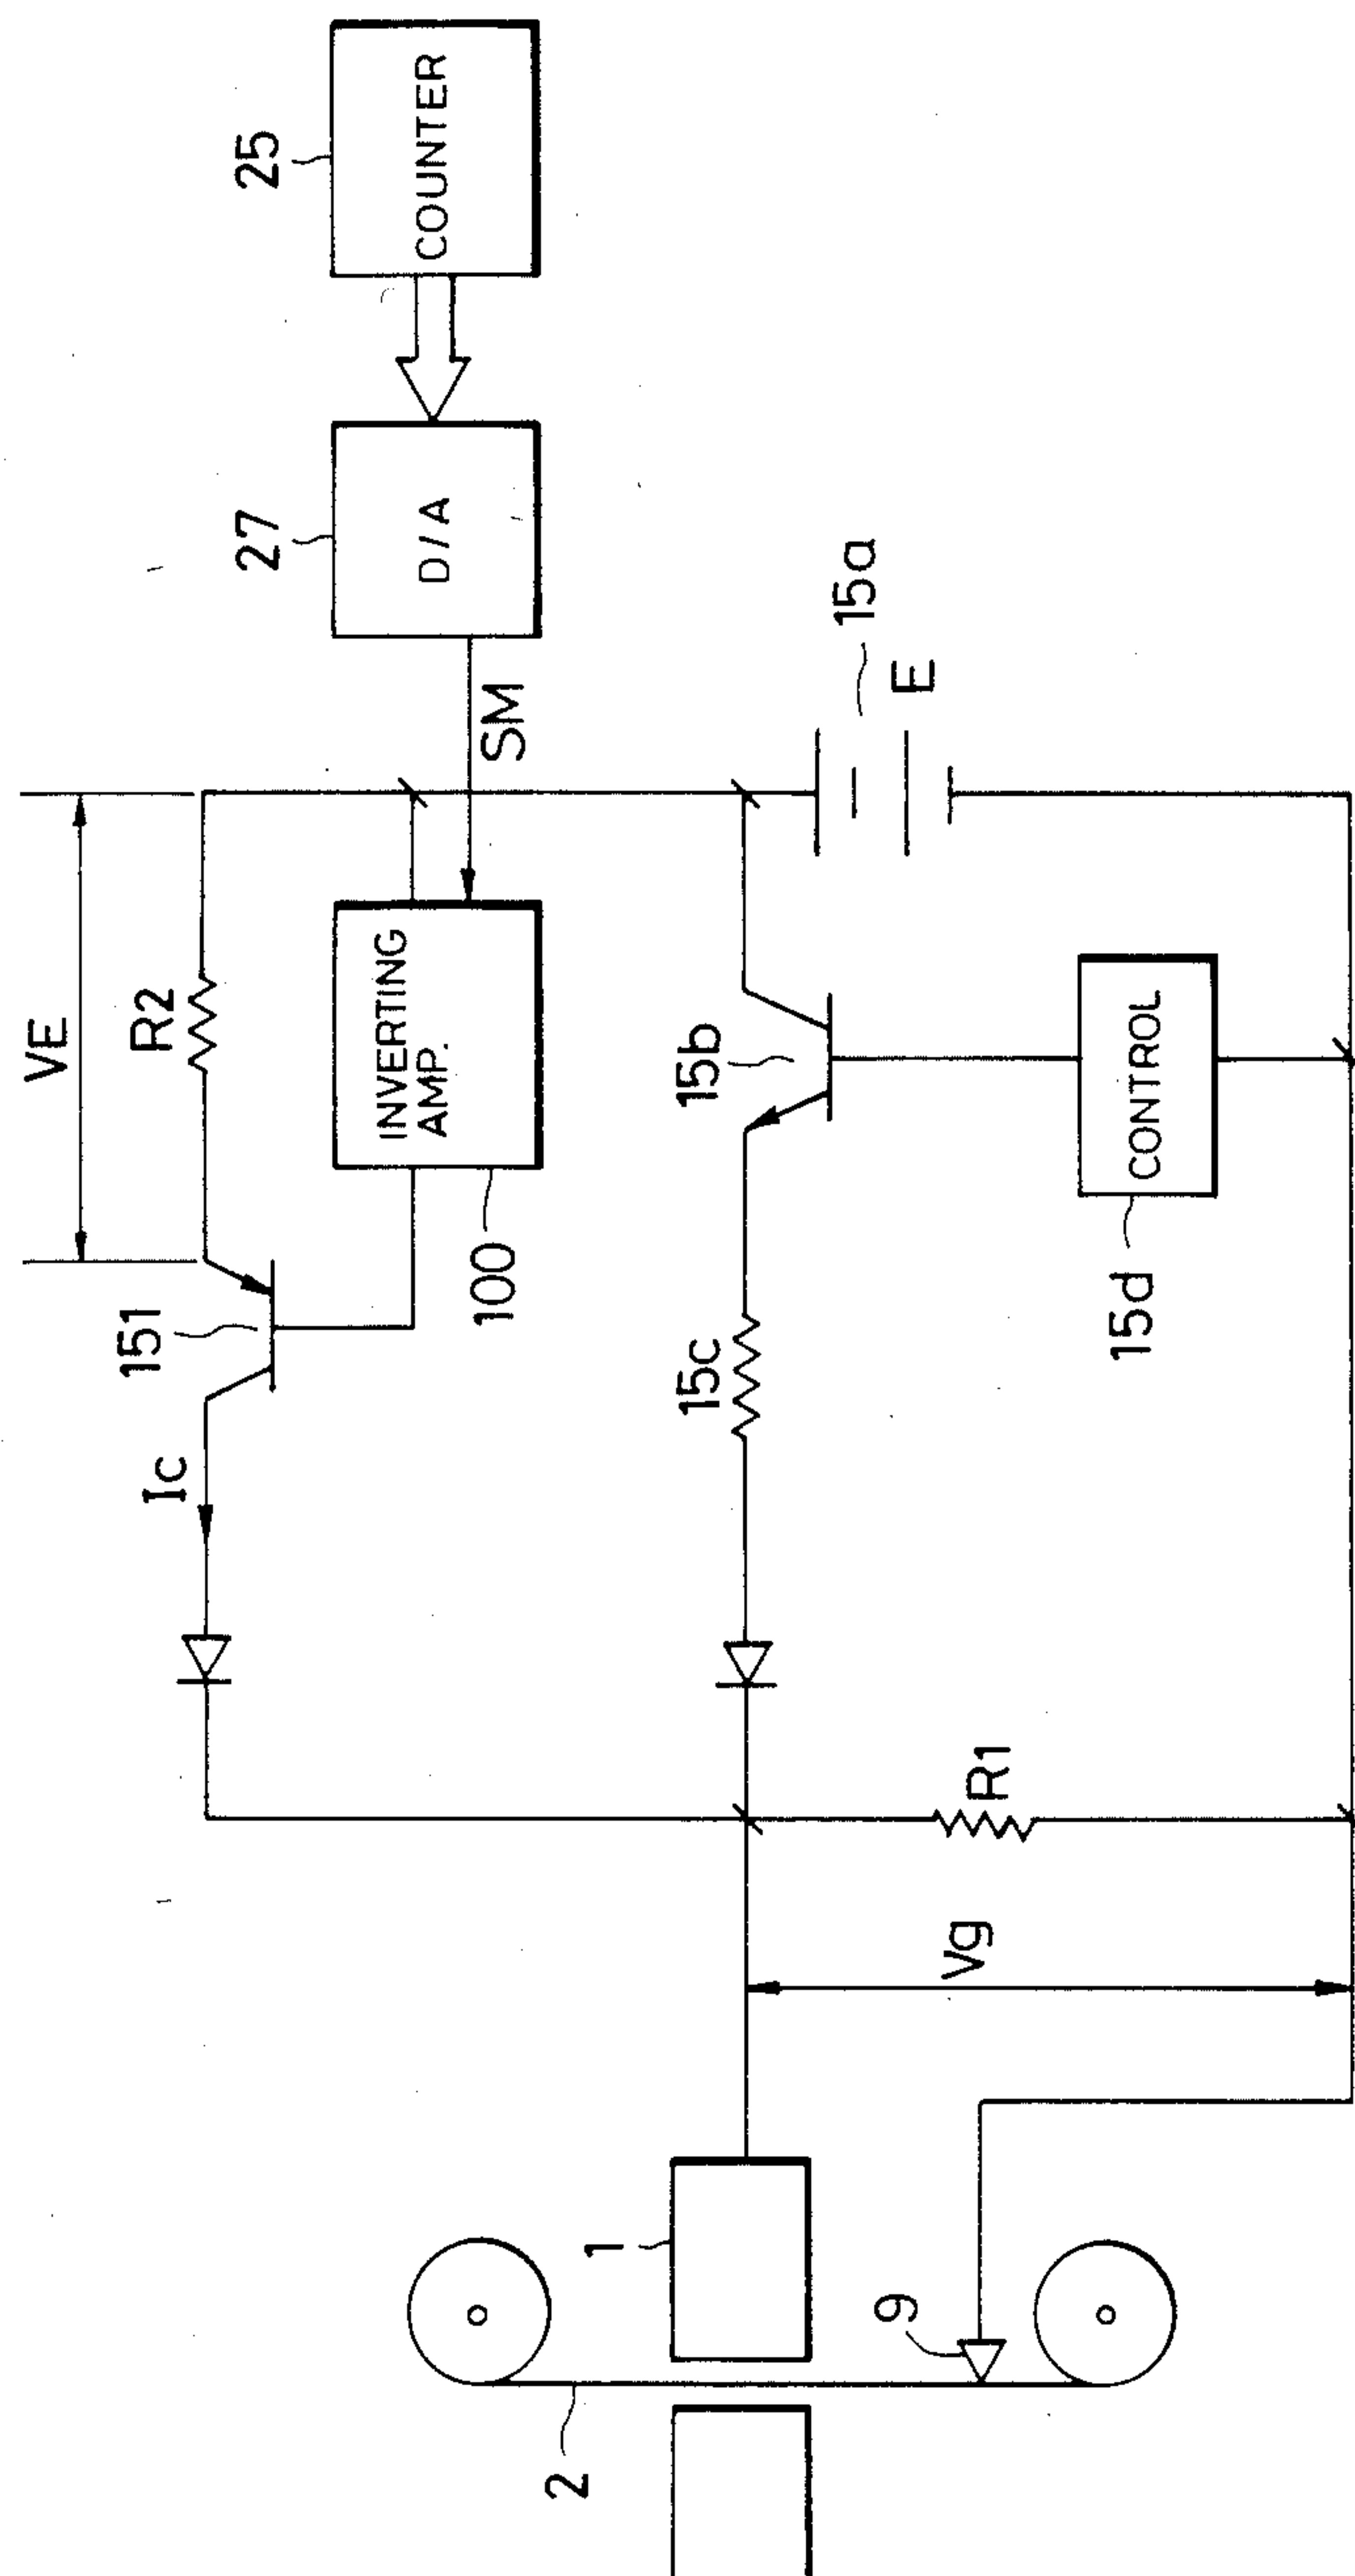 25
COUNTER
27
D/A
SM
15a
E
VE
R2
INVERTING
AMP.
100
151
Ic
15b
15c
CONTROL
15d
R1
Vg
1
9
2